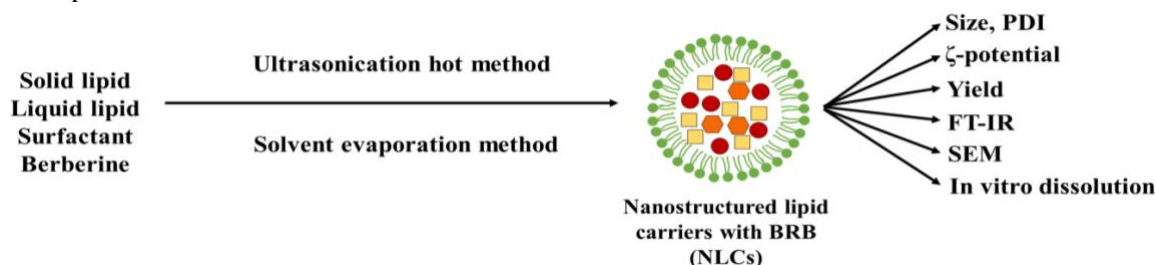 Solid lipid
Liquid lipid
Surfactant
Berberine
Ultrasonication hot method
Solvent evaporation method
Nanostructured lipid
carriers with BRB
(NLCs)
Size, PDI
ζ-potential
Yield
FT-IR
SEM
In vitro dissolution